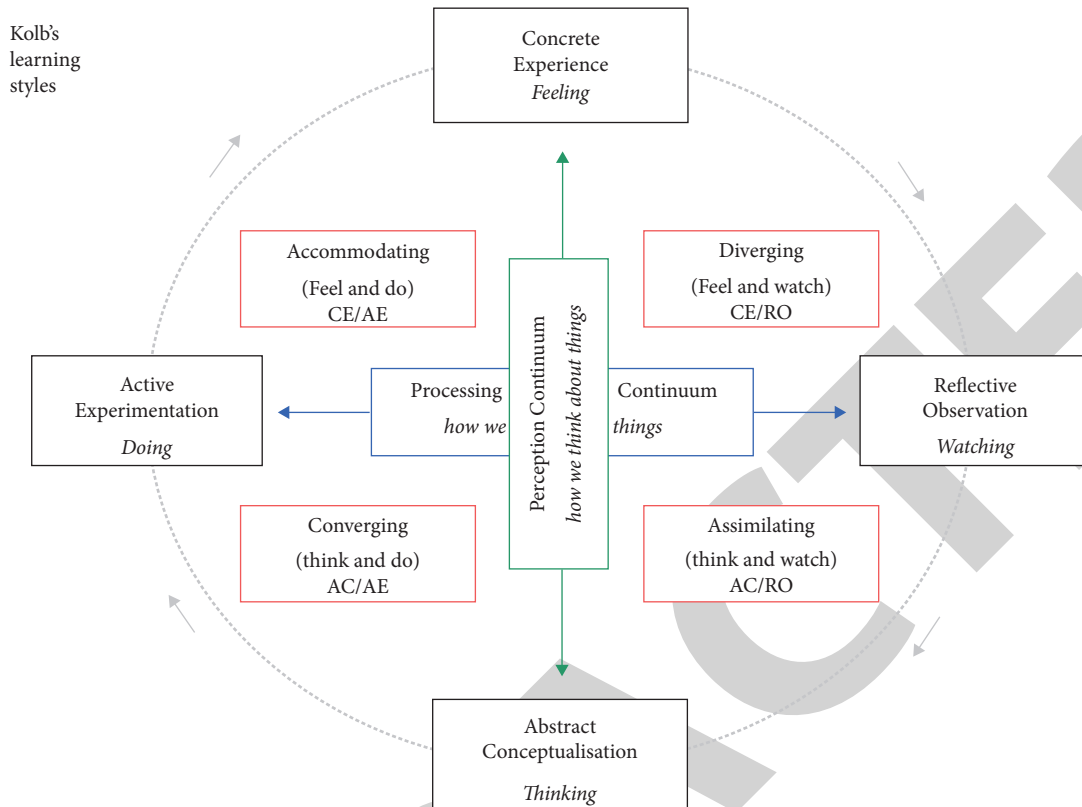 Kolb's
learning
styles
Concrete
Experience
Feeling
Accommodating
(Feel and do)
CE/AE
Diverging
(Feel and watch)
CE/RO
Active
Experimentation
Doing
Processing
how we
Perception Continuum
how we think about things
Continuum
things
Reflective
Observation
Watching
Converging
(think and do)
AC/AE
Assimilating
(think and watch)
AC/RO
Abstract
Conceptualisation
Thinking